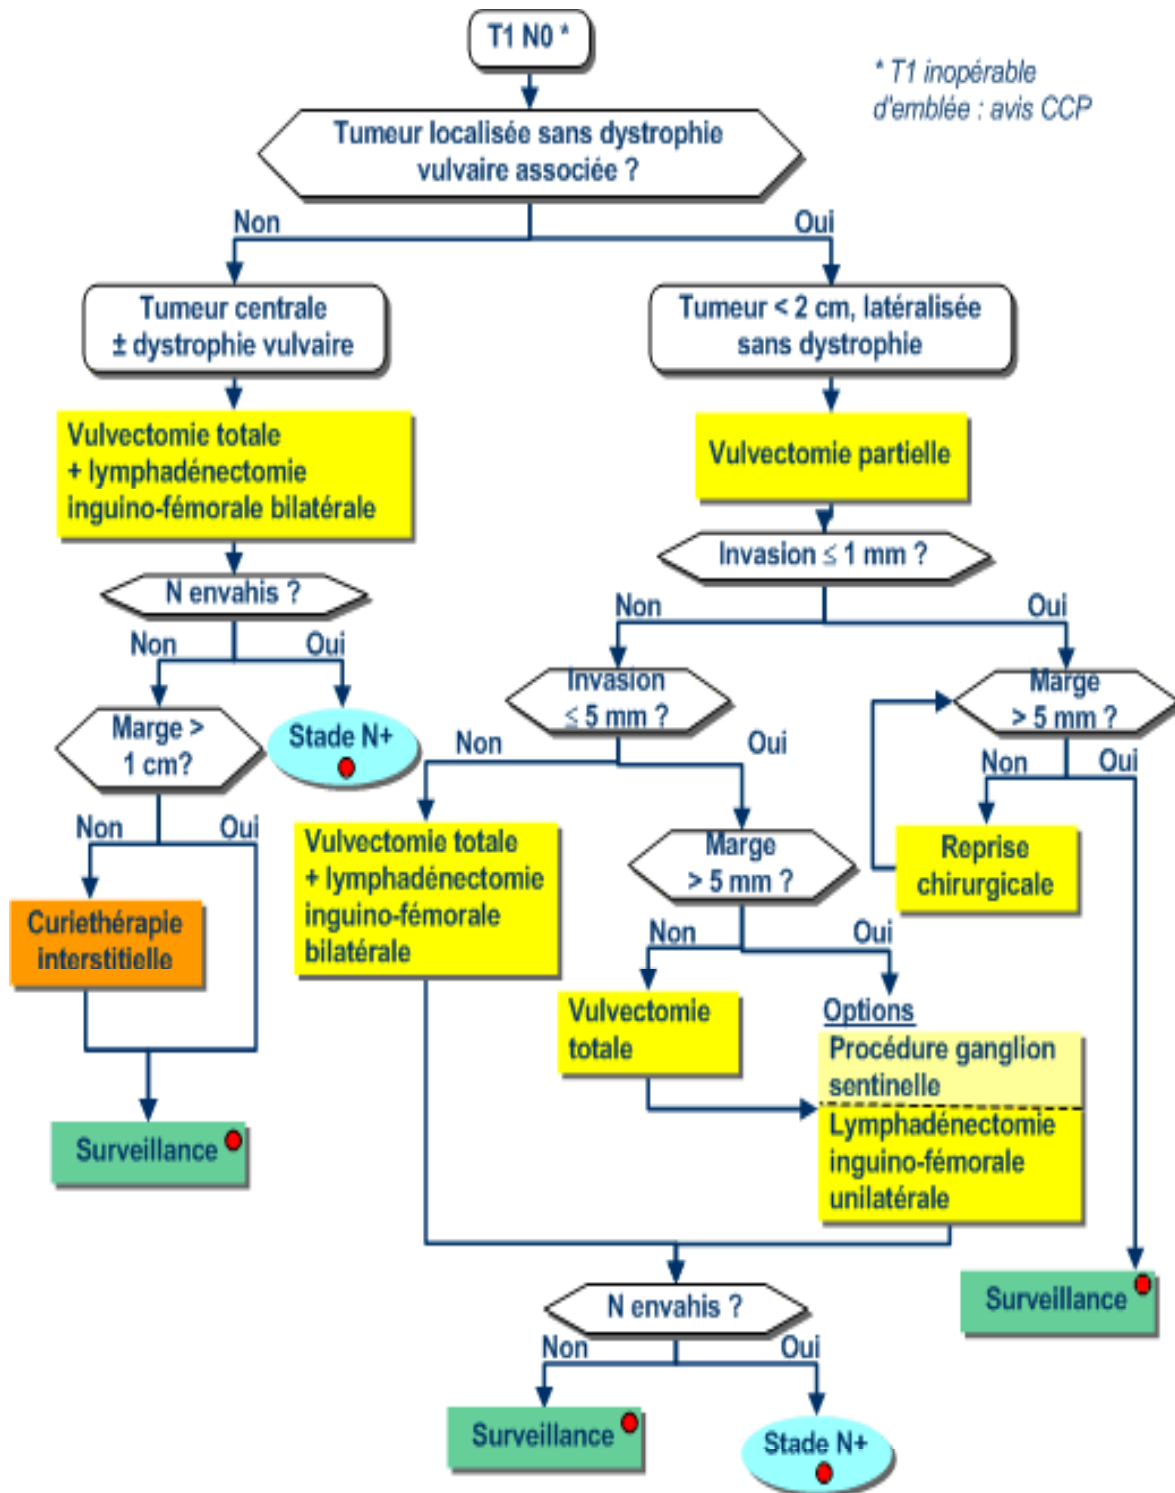 T1 N0 *
* T1 inopérable
d'emblée : avis CCP
Tumeur localisée sans dystrophie
vulvaire associée ?
Non
Oui
Tumeur centrale
± dystrophie vulvaire
Tumeur < 2 cm, latéralisée
sans dystrophie
Vulvectomie totale
+ lymphadénectomie
inguino-fémorale bilatérale
Vulvectomie partielle
N envahis ?
Invasion ≤ 1 mm ?
Non
Oui
Non
Oui
Marge >
1 cm?
Stade N+
Invasion
≤ 5 mm ?
Marge
> 5 mm ?
Non
Oui
Non
Oui
Non
Oui
Curiethérapie
interstitielle
Vulvectomie totale
+ lymphadénectomie
inguino-fémorale
bilatérale
Marge
> 5 mm ?
Reprise
chirurgicale
Non
Oui
Vulvectomie
totale
Options
Procédure ganglion
sentinelle
Lymphadénectomie
inguino-fémorale
unilatérale
Surveillance
Surveillance
N envahis ?
Non
Oui
Surveillance
Stade N+